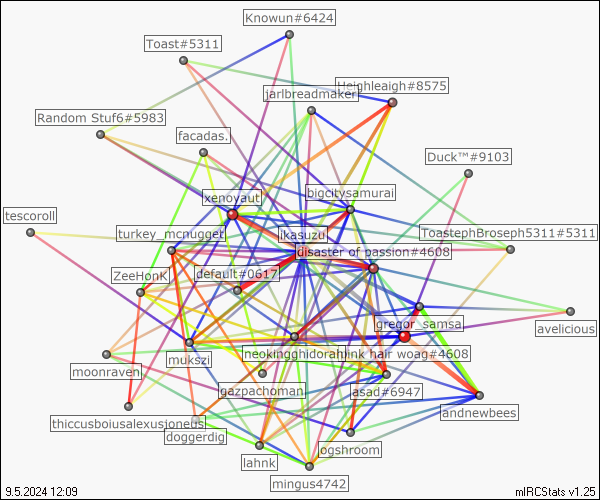 Knowun#6424
Toast#5311
Heighleaigh#8575
jarlbreadmaker
Random Stuf6#5983
facadas.
Duck™#9103
xenoyaut
bigcitysamurai
tescoroll
turkey_mcnugget
ikasuzu
ToastephBroseph5311#5311
disaster of passion#4608
ZeeHonK
default#0617
gregor_samsa
avelicious
mukszi
neokingghidorah
pink hair woag#4608
moonraven
gazpachoman
jasad#6947
andnewbees
thiccusboiusalexusjoneus
doggerdig
ogshroom
lahnk
mingus4742
9.5.2024 12:09
mIRCStats v1.25